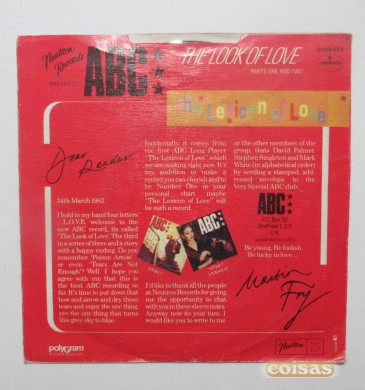 Neutron
Records
ABC
THE LOOK OF LOVE
PARTS ONE AND TWO
The Lexicon of Love
Dear Reader
24th March 1982
I hold in my hand four letters
...L.O.V.E. welcome to is the
new ABC record, its called
'The Look of Love'. The third
in a series of three and a story
with a happy ending. Do you
remember "Poison Arrow"
or even "Tears Are Not
Enough"? Well I hope you
agree with me that this is
the best ABC recording so
far. It's time to put down that
bow and arrow and dry those
tears and enjoy the one thing
yes the one thing that turns
this grey sky to blue.
Incidentally it comes from
the first ABC Long Player
"The Lexicon of Love" which
we are making right now. It's
my ambition to make a
record you can cherish and to
be Number One in your
personal chart maybe
"The Lexicon of Love" will
be such a record.
ABC
I'd like to thank all the people
at Neutron Records for giving
me the opportunity to chat
with you in these sleeve notes.
Anyway now its your turn. I
would like you to write to me
or the other members of the
group, thats David Palmer,
Stephen Singleton and Mark
White (in alphabetical order)
by sending a stamped, ad-
dressed envelope to the
Very Special ABC club.
ABC
U.K.
Be young, Be foolish
Be lucky in love...
Martin
Fry
polygram
Neutron
coisas